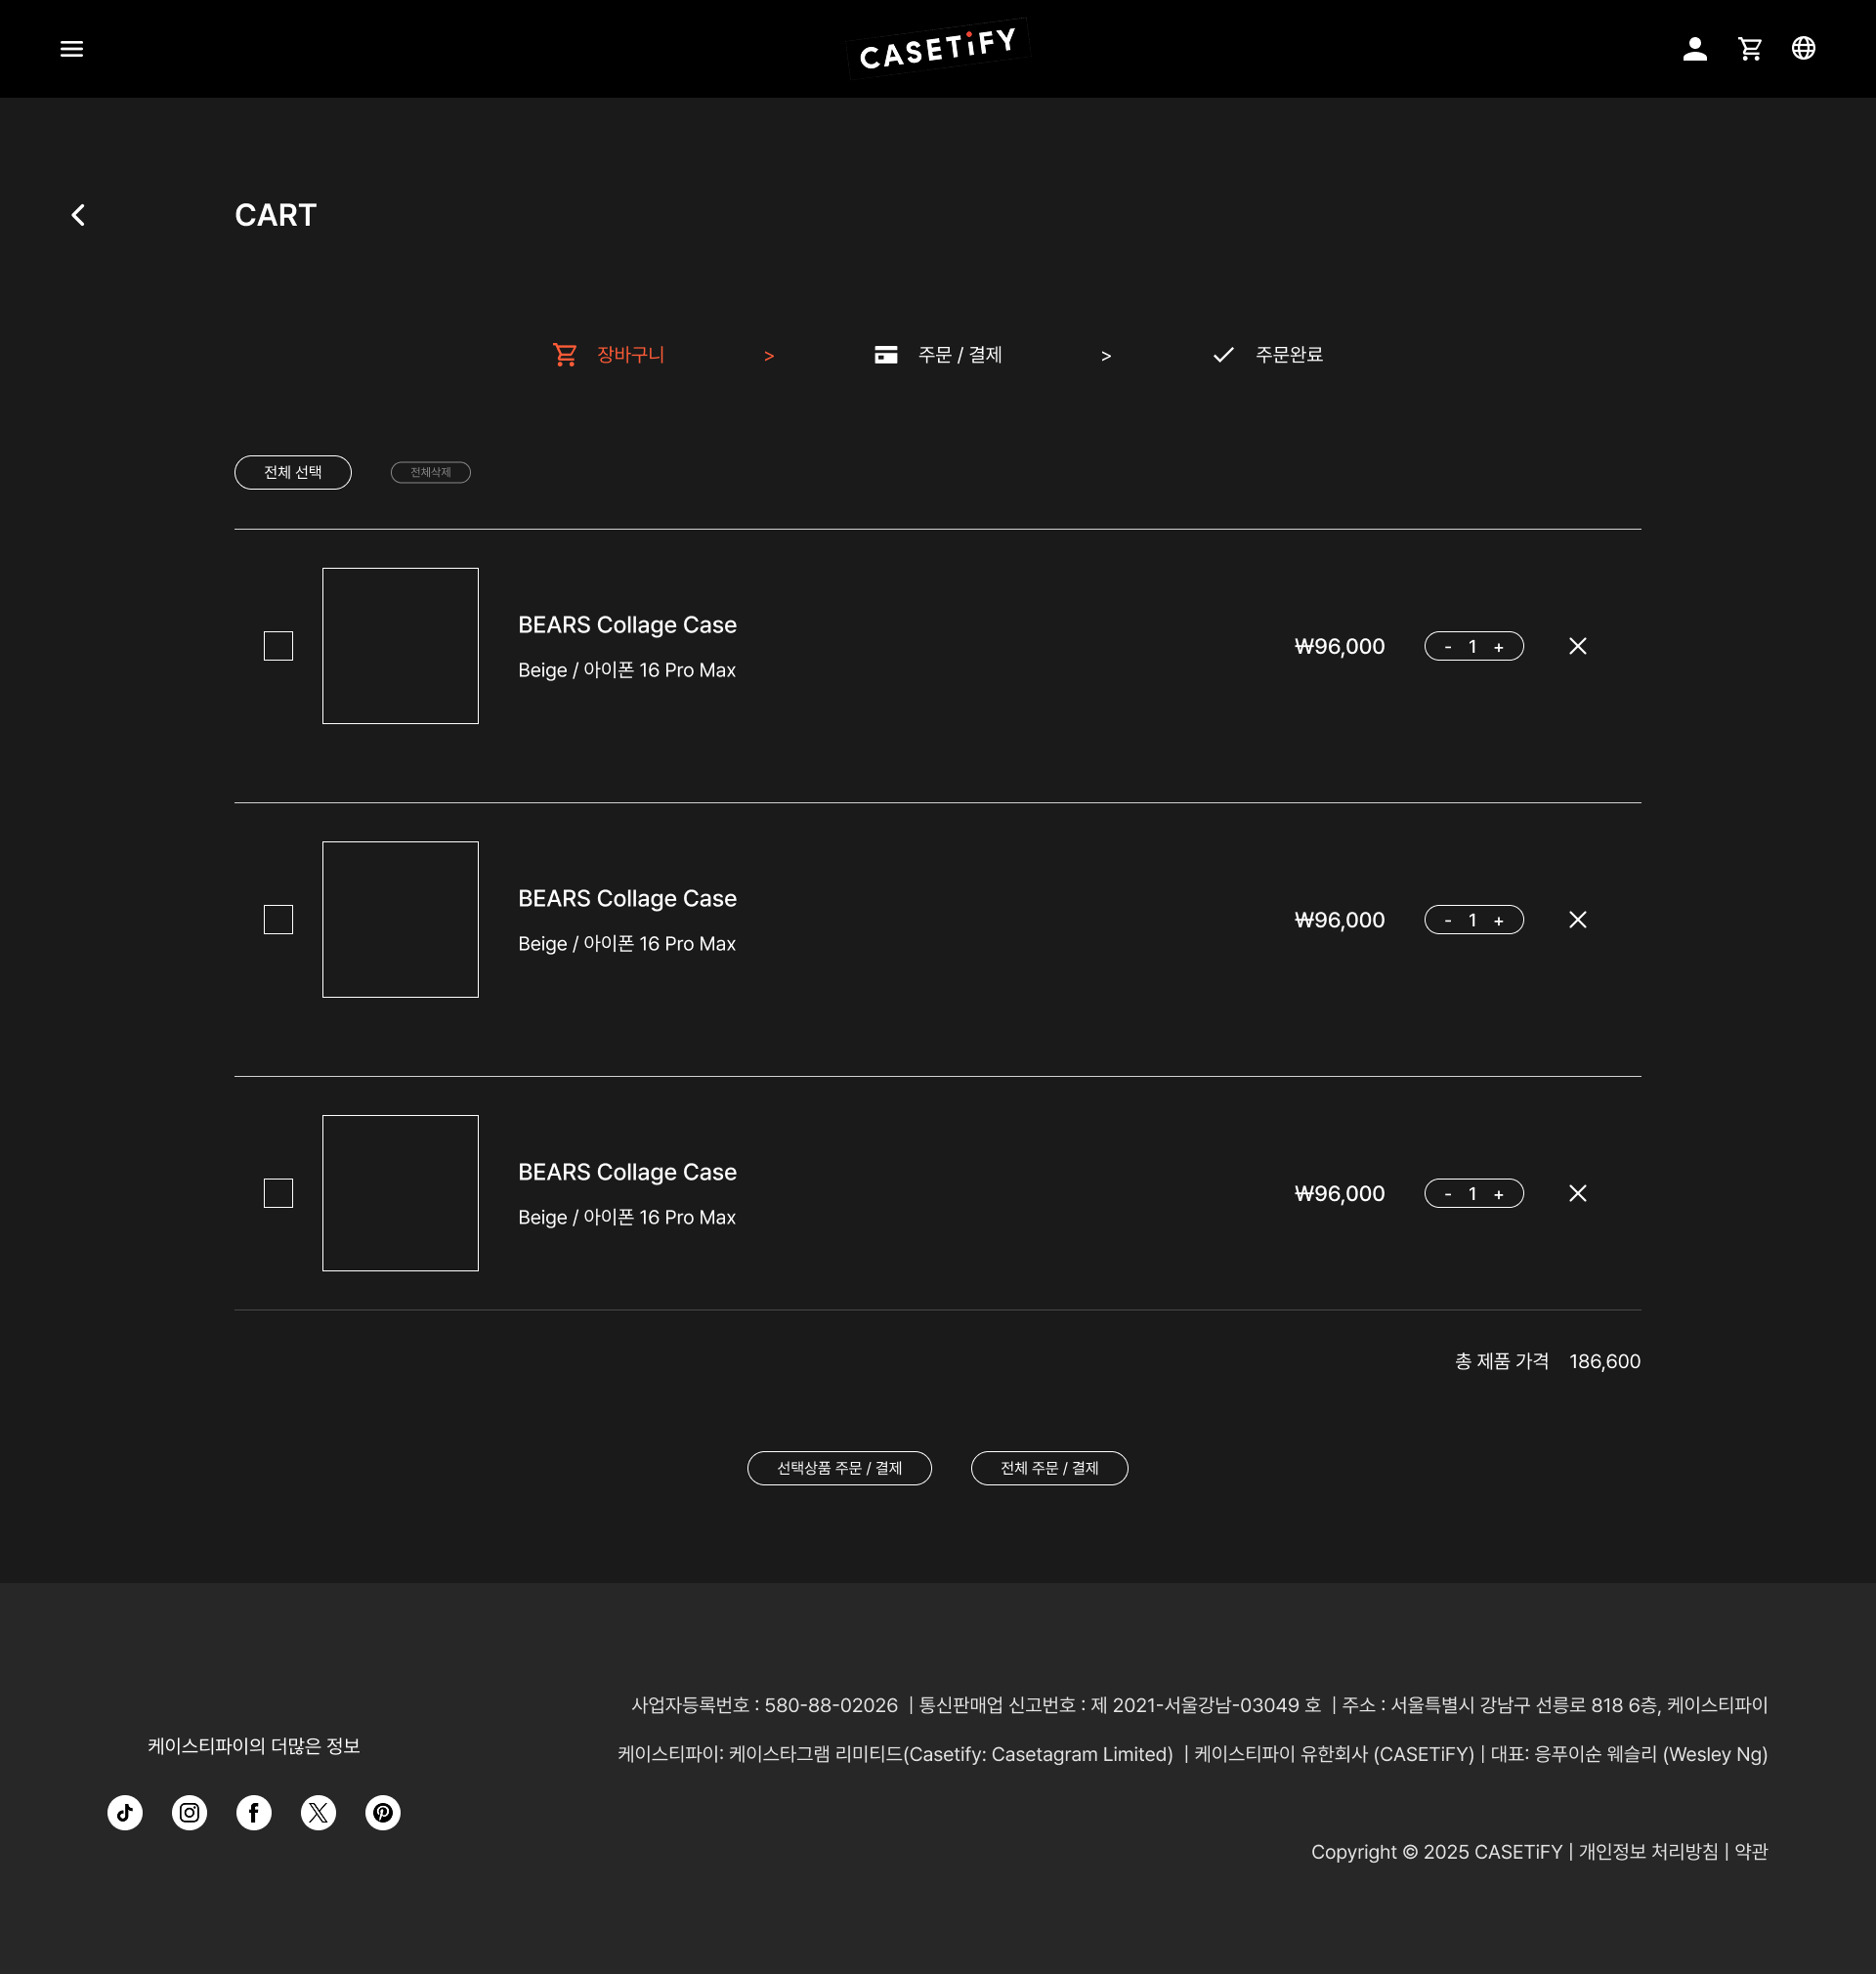 CASETiFY
CART
장바구니 > 주문 / 결제 > 주문완료
전체 선택 전체삭제
BEARS Collage Case
Beige / 아이폰 16 Pro Max
₩96,000 - 1 +
BEARS Collage Case
Beige / 아이폰 16 Pro Max
₩96,000 - 1 +
BEARS Collage Case
Beige / 아이폰 16 Pro Max
₩96,000 - 1 +
총 제품 가격 186,600
선택상품 주문 / 결제 전체 주문 / 결제
케이스티파이의 더많은 정보
사업자등록번호 : 580-88-02026 | 통신판매업 신고번호 : 제 2021-서울강남-03049 호 | 주소 : 서울특별시 강남구 선릉로 818 6층, 케이스티파이
케이스티파이: 케이스타그램 리미티드(Casetify: Casetagram Limited) | 케이스티파이 유한회사 (CASETiFY) | 대표: 응푸이순 웨슬리 (Wesley Ng)
Copyright © 2025 CASETiFY | 개인정보 처리방침 | 약관